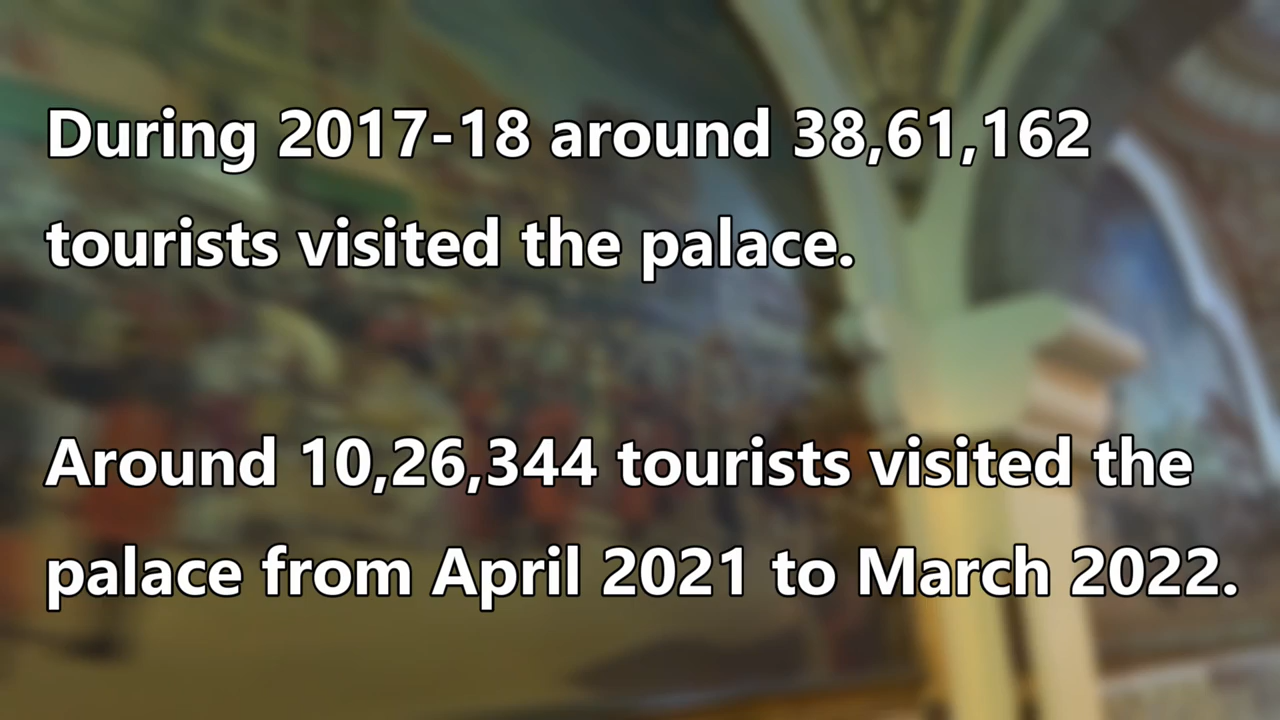 During 2017-18 around 38,61,162
tourists visited the palace.
Around 10,26,344 tourists visited the
palace from April 2021 to March 2022.